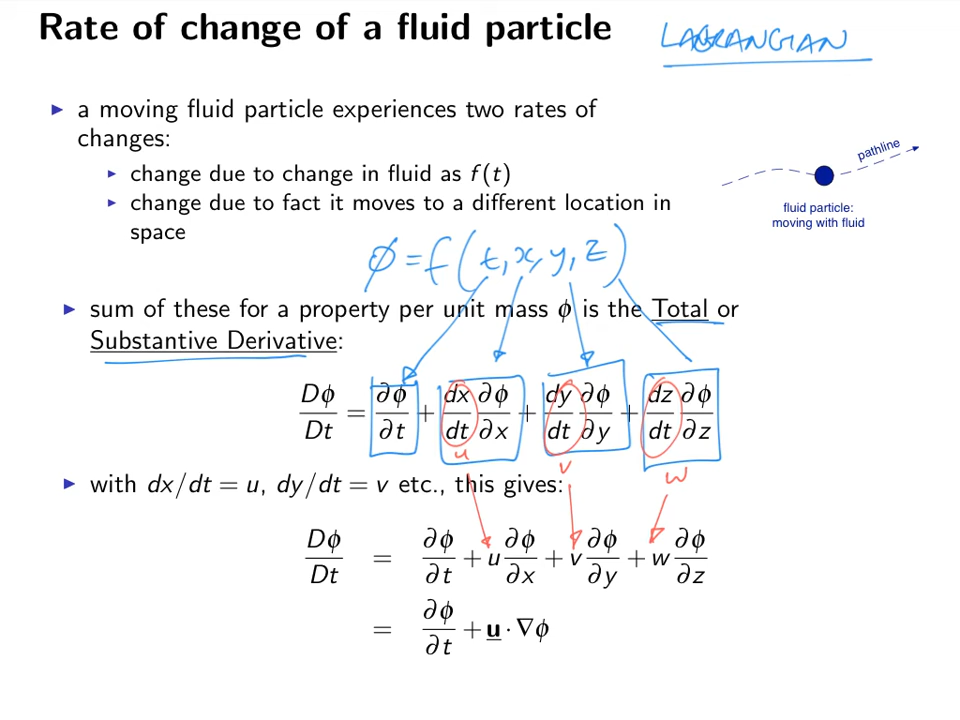 Rate of change of a fluid particle LAGRANGIAN
▶ a moving fluid particle experiences two rates of
changes:
▶ change due to change in fluid as f(t)
▶ change due to fact it moves to a different location in
space
pathline
fluid particle:
moving with fluid
ϕ = f(t, x, y, z)
▶ sum of these for a property per unit mass ϕ is the Total or
Substantive Derivative:
Dϕ/Dt = ∂ϕ/∂t + dx/dt ∂ϕ/∂x + dy/dt ∂ϕ/∂y + dz/dt ∂ϕ/∂z
u v w
▶ with dx/dt = u, dy/dt = v etc., this gives:
Dϕ/Dt = ∂ϕ/∂t + u ∂ϕ/∂x + v ∂ϕ/∂y + w ∂ϕ/∂z
= ∂ϕ/∂t + u · ∇ϕ